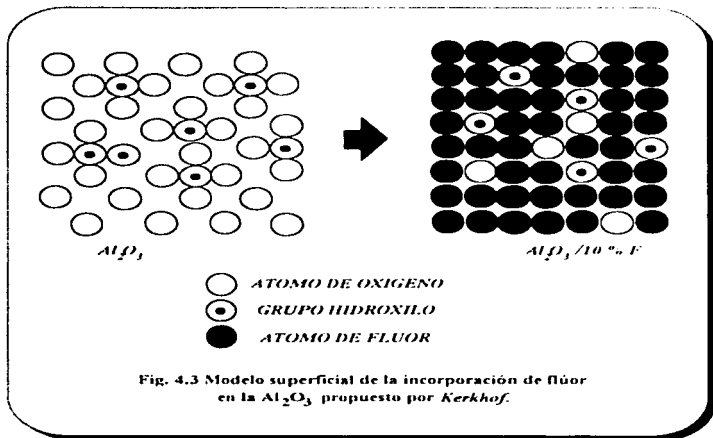 Al₂O₃
Al₂O₃/10 % F
ATOMO DE OXIGENO
GRUPO HIDROXILO
ATOMO DE FLUOR
Fig. 4.3 Modelo superficial de la incorporación de flúor
en la Al₂O₃ propuesto por Kerkhof.